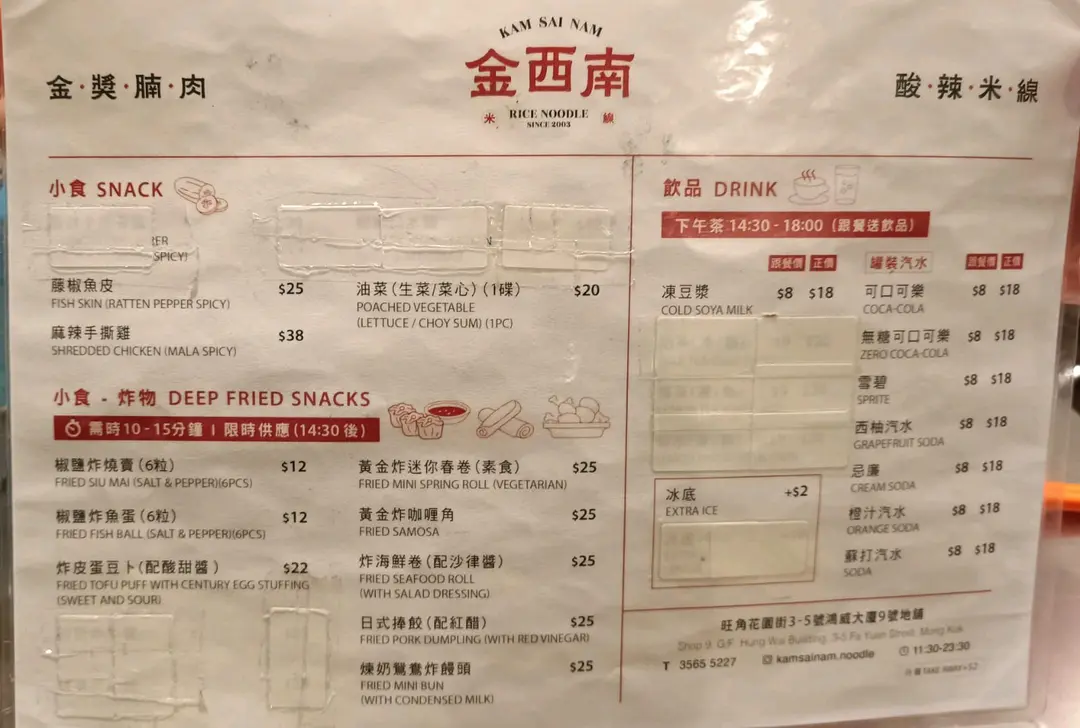 KAM SAI NAM
金西南
米 RICE NOODLE 線
SINCE 2003
金·獎·腩·肉
酸·辣·米·線
小食 SNACK
SPICY)
藤椒魚皮 $25
FISH SKIN (RATTEN PEPPER SPICY)
麻辣手撕雞 $38
SHREDDED CHICKEN (MALA SPICY)
油菜(生菜/菜心)(1碟) $20
POACHED VEGETABLE
(LETTUCE / CHOY SUM) (1PC)
小食 - 炸物 DEEP FRIED SNACKS
需時10-15分鐘 I 限時供應(14:30後)
椒鹽炸燒賣(6粒) $12
FRIED SIU MAI (SALT & PEPPER)(6PCS)
椒鹽炸魚蛋(6粒) $12
FRIED FISH BALL (SALT & PEPPER)(6PCS)
炸皮蛋豆卜(配酸甜醬) $22
FRIED TOFU PUFF WITH CENTURY EGG STUFFING
(SWEET AND SOUR)
黃金炸迷你春卷(素食) $25
FRIED MINI SPRING ROLL (VEGETARIAN)
黃金炸咖喱角 $25
FRIED SAMOSA
炸海鮮卷(配沙律醬) $25
FRIED SEAFOOD ROLL
(WITH SALAD DRESSING)
日式捧餃(配紅醋) $25
FRIED PORK DUMPLING (WITH RED VINEGAR)
煉奶鴛鴦炸饅頭 $25
FRIED MINI BUN
(WITH CONDENSED MILK)
飲品 DRINK
下午茶 14:30 - 18:00 (跟餐送飲品)
跟餐價 正價
凍豆漿 $8 $18
COLD SOYA MILK
冰底 +$2
EXTRA ICE
罐裝汽水 跟餐價 正價
可口可樂 $8 $18
COCA-COLA
無糖可口可樂 $8 $18
ZERO COCA-COLA
雪碧 $8 $18
SPRITE
西柚汽水 $8 $18
GRAPEFRUIT SODA
忌廉 $8 $18
CREAM SODA
橙汁汽水 $8 $18
ORANGE SODA
蘇打汽水 $8 $18
SODA
旺角花園街3-5號鴻威大廈9號地舖
Shop 9, G/F, Hung Wai Building, 3-5 Fa Yuen Street, Mong Kok
T 3565 5227 kamsainam.noodle 11:30-23:30
TAKE AWAY+$2